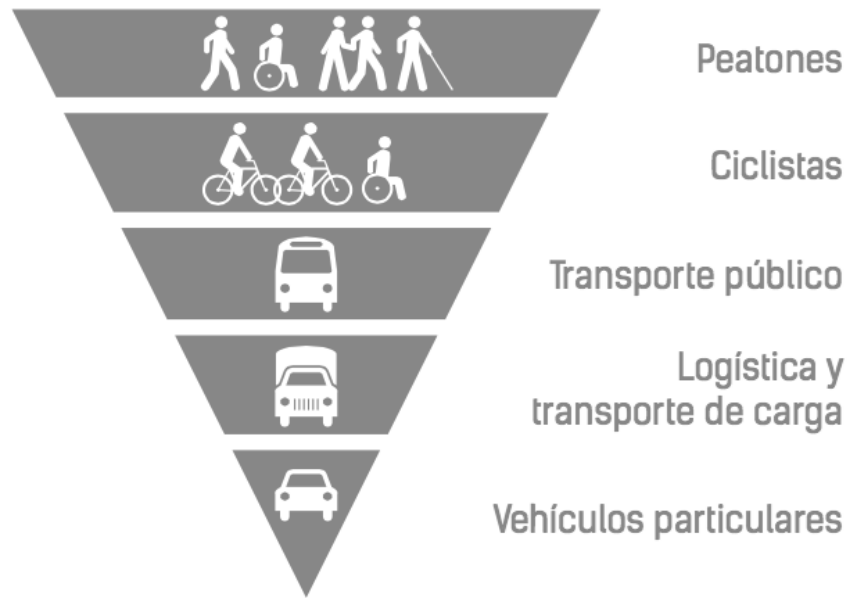 Peatones
Ciclistas
Transporte público
Logística y
transporte de carga
Vehículos particulares